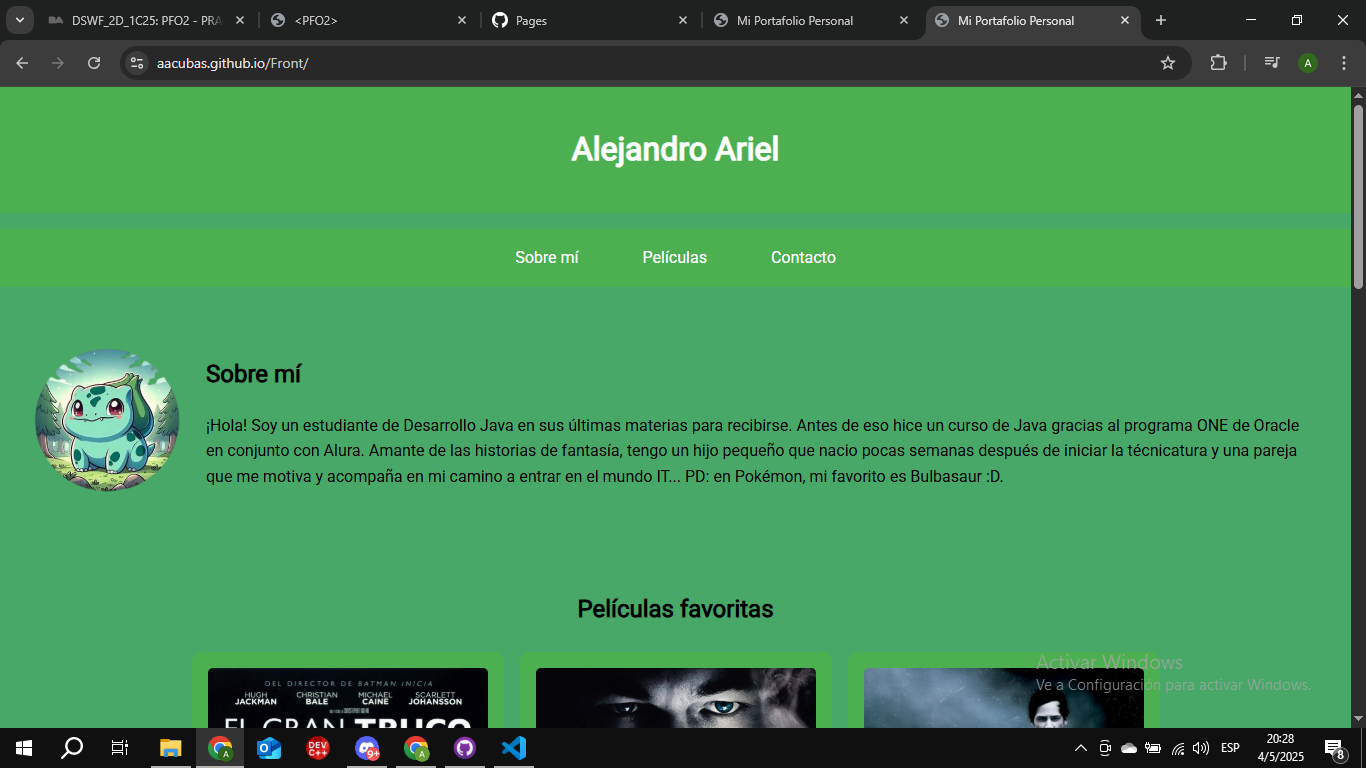 DSWF_2D_1C25: PFO2 - PRA
<PFO2>
Pages
Mi Portafolio Personal
Mi Portafolio Personal
aacubas.github.io/Front/
A
Alejandro Ariel
Sobre mí
Películas
Contacto
Sobre mí
¡Hola! Soy un estudiante de Desarrollo Java en sus últimas materias para recibirse. Antes de eso hice un curso de Java gracias al programa ONE de Oracle
en conjunto con Alura. Amante de las historias de fantasía, tengo un hijo pequeño que nacio pocas semanas después de iniciar la técnicatura y una pareja
que me motiva y acompaña en mi camino a entrar en el mundo IT... PD: en Pokémon, mi favorito es Bulbasaur :D.
Películas favoritas
DEL DIRECTOR DE BATMAN INICIA
HUGH JACKMAN
CHRISTIAN BALE
MICHAEL CAINE
SCARLETT JOHANSSON
EL GRAN TRUCO
Activar Windows
Ve a Configuración para activar Windows.
DEV C++
9+
ESP
20:28
4/5/2025
8